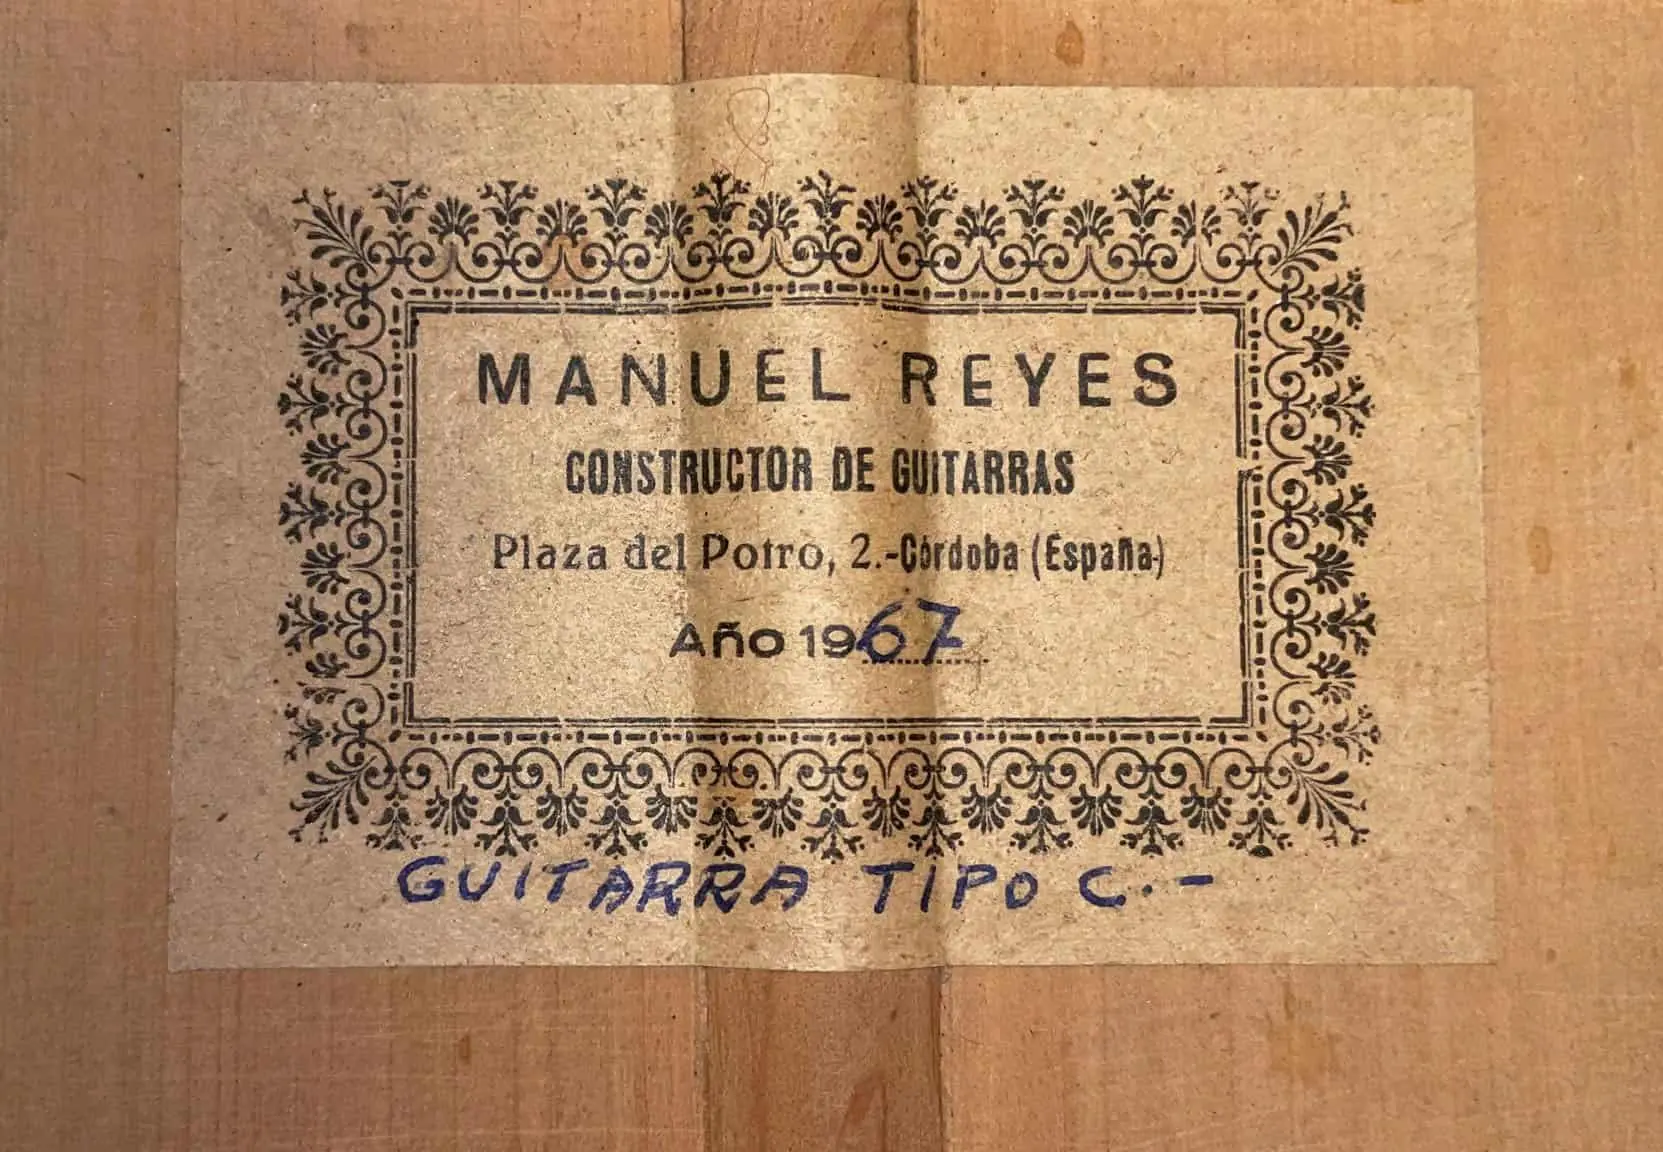 MANUEL REYES
CONSTRUCTOR DE GUITARRAS
Plaza del Potro, 2.-Córdoba (España)
Año 1967
GUITARRA TIPO C.-